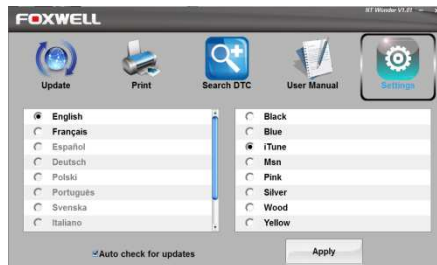 FOXWELL
NT Wonder V1.01
Update
Print
Search DTC
User Manual
Settings
English
Français
Español
Deutsch
Polski
Português
Svenska
Italiano
Black
Blue
iTune
Msn
Pink
Silver
Wood
Yellow
Auto check for updates
Apply